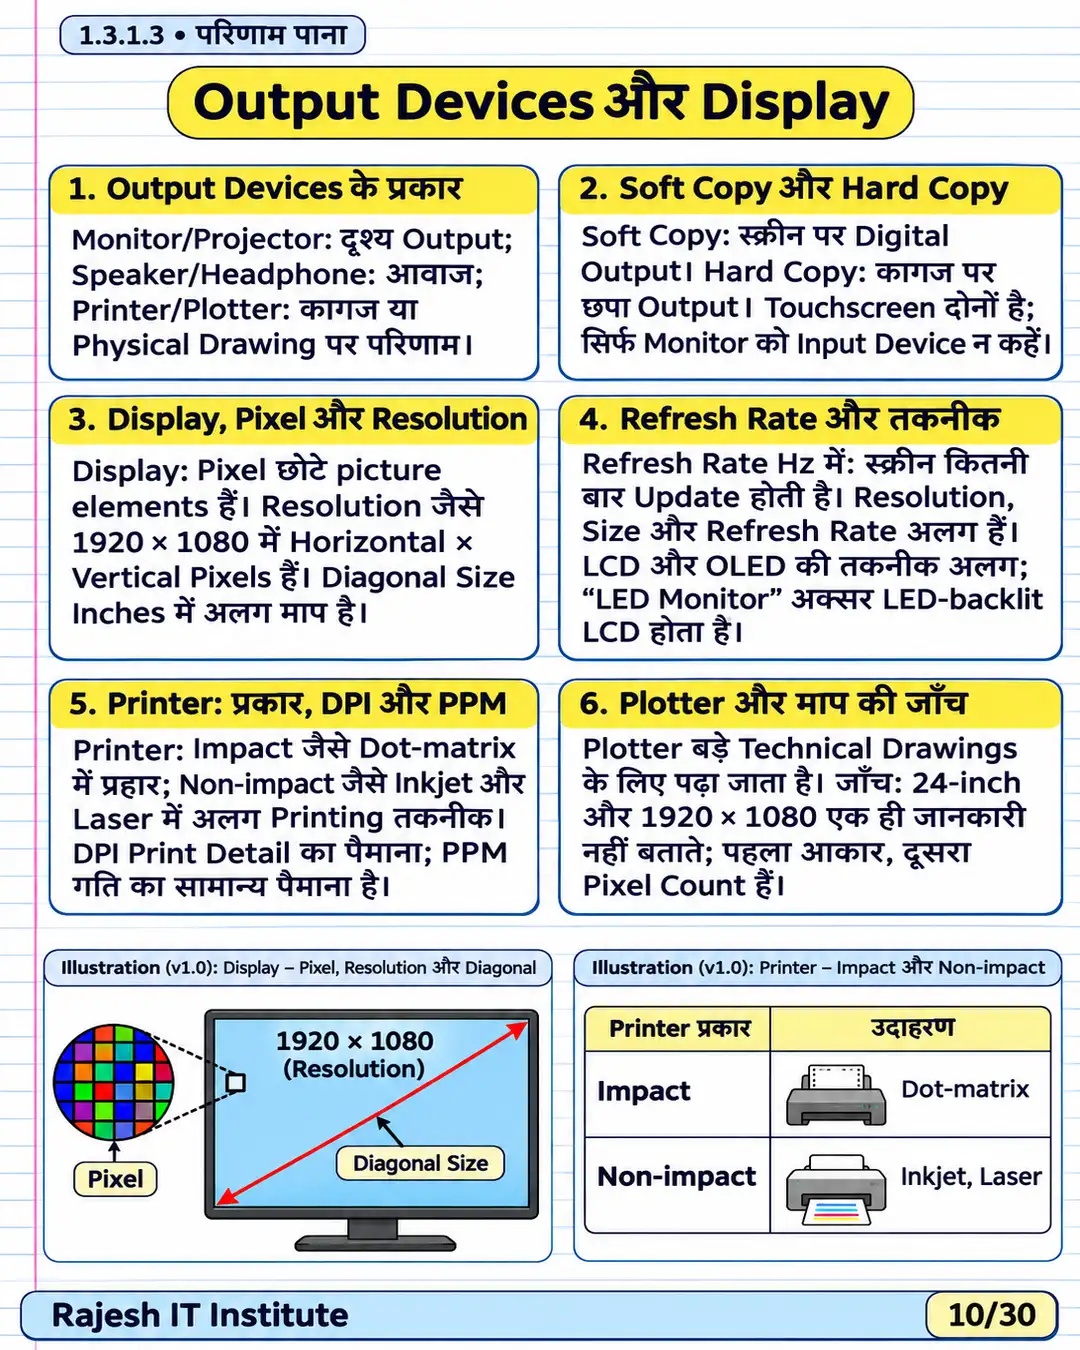 1.3.1.3 • परिणाम पाना
Output Devices और Display
1. Output Devices के प्रकार
Monitor/Projector: दृश्य Output;
Speaker/Headphone: आवाज;
Printer/Plotter: कागज या
Physical Drawing पर परिणाम।
2. Soft Copy और Hard Copy
Soft Copy: स्क्रीन पर Digital
Output। Hard Copy: कागज पर
छपा Output। Touchscreen दोनों है;
सिर्फ Monitor को Input Device न कहें।
3. Display, Pixel और Resolution
Display: Pixel छोटे picture
elements हैं। Resolution जैसे
1920 × 1080 में Horizontal ×
Vertical Pixels हैं। Diagonal Size
Inches में अलग माप है।
4. Refresh Rate और तकनीक
Refresh Rate Hz में: स्क्रीन कितनी
बार Update होती है। Resolution,
Size और Refresh Rate अलग हैं।
LCD और OLED की तकनीक अलग;
“LED Monitor” अक्सर LED-backlit
LCD होता है।
5. Printer: प्रकार, DPI और PPM
Printer: Impact जैसे Dot-matrix
में प्रहार; Non-impact जैसे Inkjet और
Laser में अलग Printing तकनीक।
DPI Print Detail का पैमाना; PPM
गति का सामान्य पैमाना है।
6. Plotter और माप की जाँच
Plotter बड़े Technical Drawings
के लिए पढ़ा जाता है। जाँच: 24-inch
और 1920 × 1080 एक ही जानकारी
नहीं बताते; पहला आकार, दूसरा
Pixel Count हैं।
Illustration (v1.0): Display – Pixel, Resolution और Diagonal
1920 × 1080
(Resolution)
Diagonal Size
Pixel
Illustration (v1.0): Printer – Impact और Non-impact
Printer प्रकार उदाहरण
Impact Dot-matrix
Non-impact Inkjet, Laser
Rajesh IT Institute
10/30